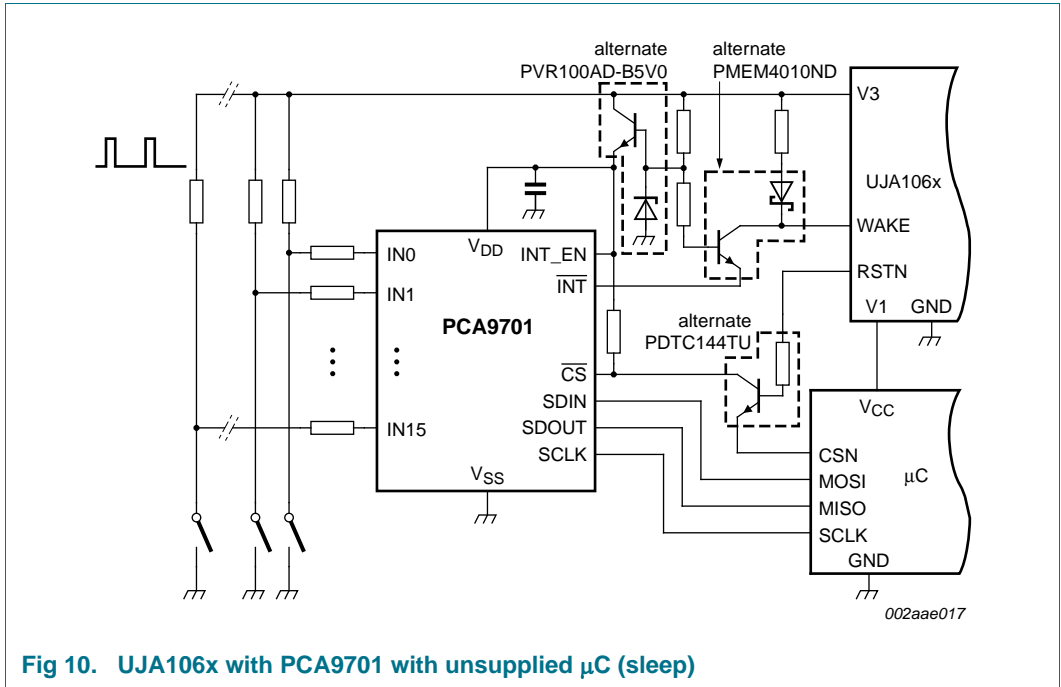 alternate
PVR100AD-B5V0
alternate
PMEM4010ND
V3
UJA106x
WAKE
RSTN
V1
GND
VDD
INT_EN
INT
IN0
IN1
PCA9701
alternate
PDTC144TU
CS
SDIN
SDOUT
SCLK
IN15
VSS
VCC
CSN
MOSI
MISO
SCLK
μC
GND
002aae017
Fig 10. UJA106x with PCA9701 with unsupplied μC (sleep)